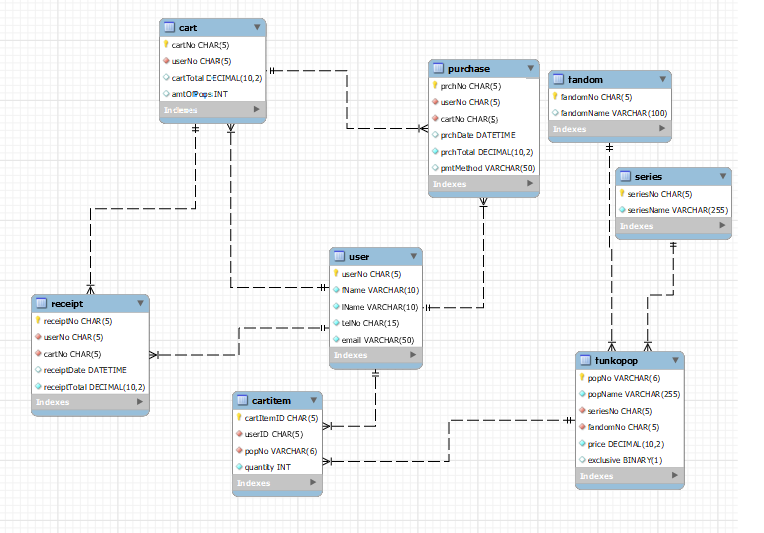 cart
cartNo CHAR(5)
userNo CHAR(5)
cartTotal DECIMAL(10,2)
amtOfPops INT
Indexes
purchase
prchNo CHAR(5)
userNo CHAR(5)
cartNo CHAR(5)
prchDate DATETIME
prchTotal DECIMAL(10,2)
pmtMethod VARCHAR(50)
Indexes
fandom
fandomNo CHAR(5)
fandomName VARCHAR(100)
Indexes
series
seriesNo CHAR(5)
seriesName VARCHAR(255)
Indexes
user
userNo CHAR(5)
fName VARCHAR(10)
lName VARCHAR(10)
telNo CHAR(15)
email VARCHAR(50)
Indexes
receipt
receiptNo CHAR(5)
userNo CHAR(5)
cartNo CHAR(5)
receiptDate DATETIME
receiptTotal DECIMAL(10,2)
Indexes
cartitem
cartItemID CHAR(5)
userID CHAR(5)
popNo VARCHAR(6)
quantity INT
Indexes
funkopop
popNo VARCHAR(6)
popName VARCHAR(255)
seriesNo CHAR(5)
fandomNo CHAR(5)
price DECIMAL(10,2)
exclusive BINARY(1)
Indexes